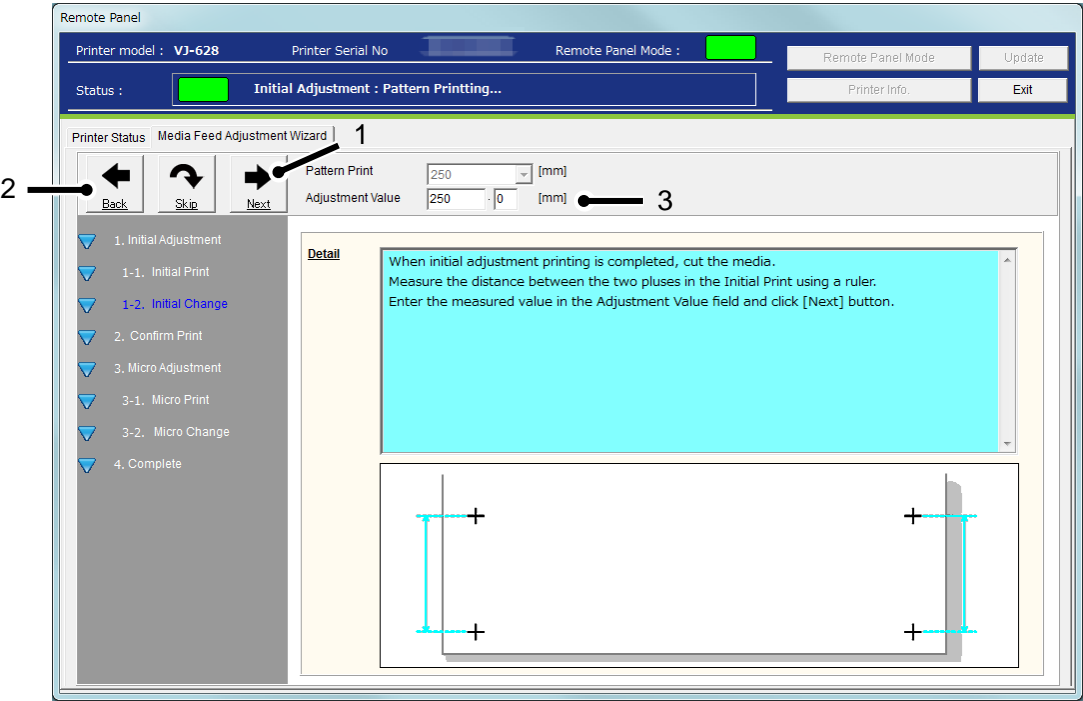 Remote Panel
Printer model : VJ-628 Printer Serial No Remote Panel Mode :
Remote Panel Mode Update
Status : Initial Adjustment : Pattern Printting...
Printer Info. Exit
Printer Status Media Feed Adjustment Wizard 1
2 Back Skip Next
Pattern Print 250 [mm]
Adjustment Value 250 . 0 [mm] 3
1. Initial Adjustment
1-1. Initial Print
1-2. Initial Change
2. Confirm Print
3. Micro Adjustment
3-1. Micro Print
3-2. Micro Change
4. Complete
Detail
When initial adjustment printing is completed, cut the media.
Measure the distance between the two pluses in the Initial Print using a ruler.
Enter the measured value in the Adjustment Value field and click [Next] button.